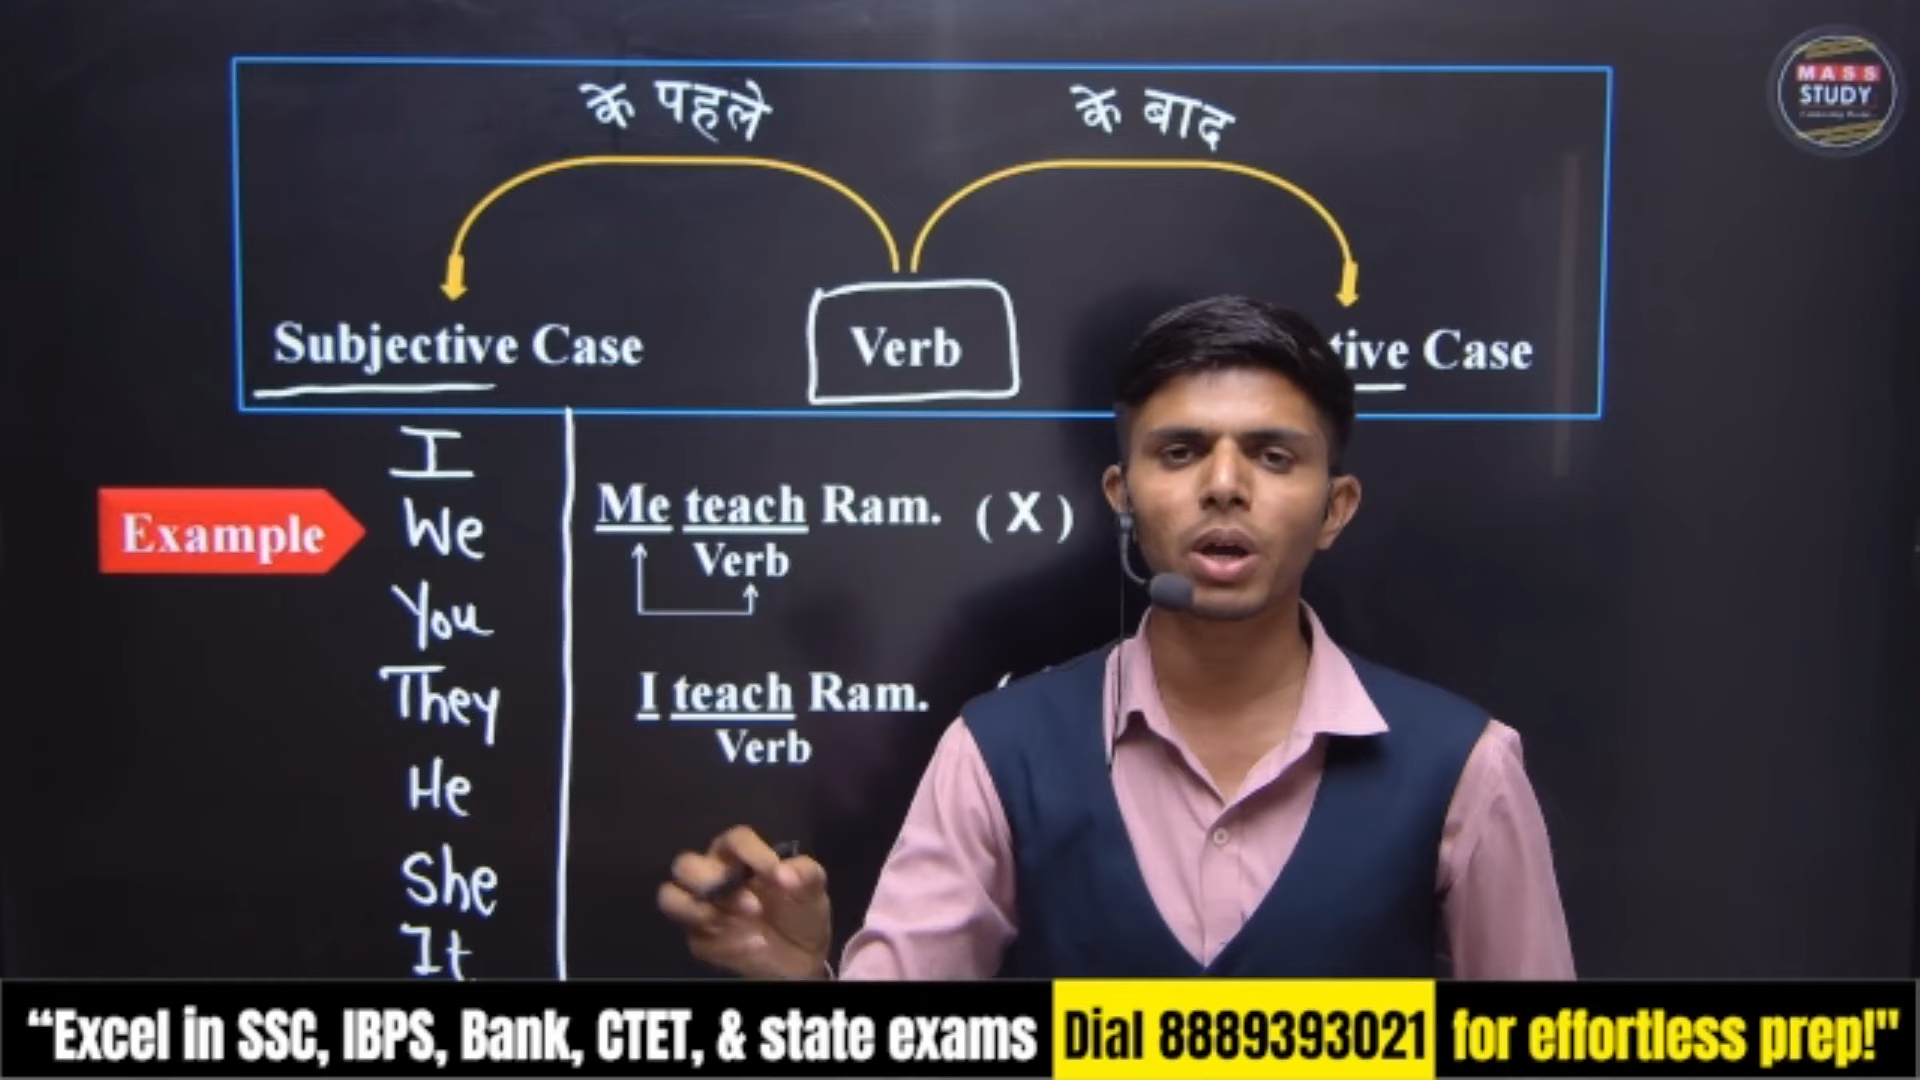 MASS
STUDY
के पहले
के बाद
Subjective Case
Verb
tive Case
I
We
You
They
He
She
It
Example
Me teach Ram. (X)
Verb
I teach Ram. (
Verb
“Excel in SSC, IBPS, Bank, CTET, & state exams Dial 8889393021 for effortless prep!"